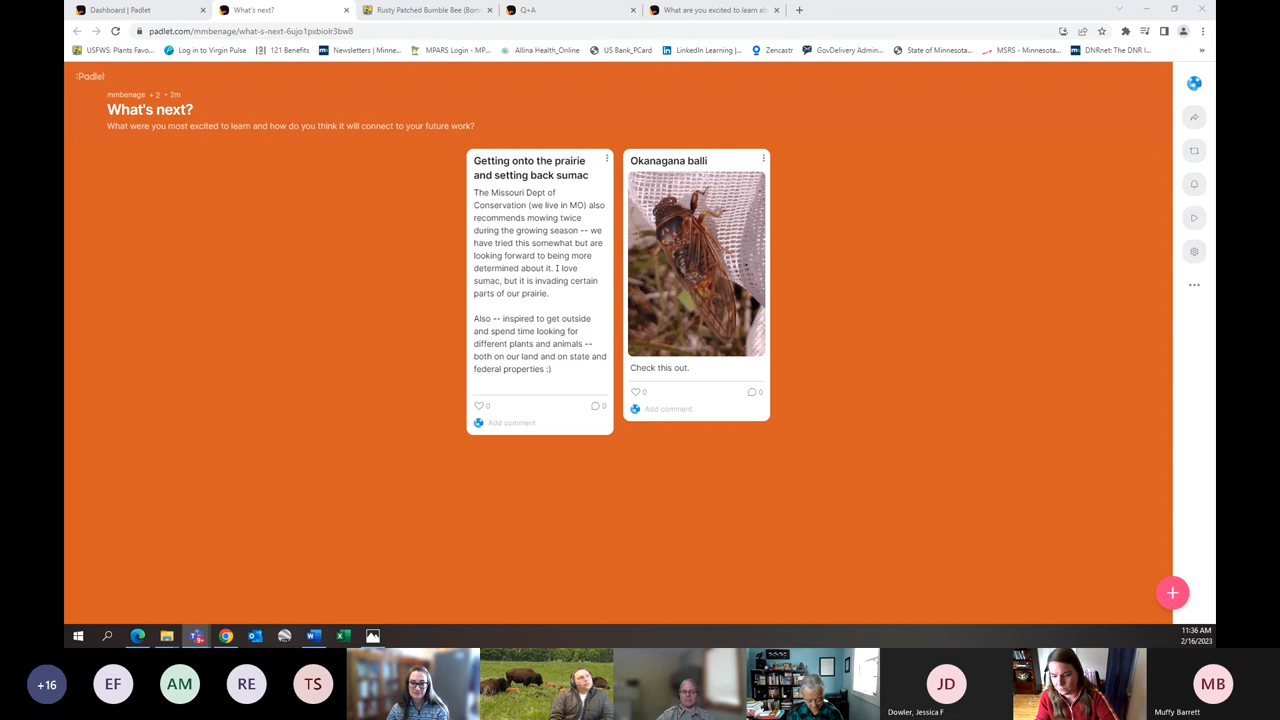 Dashboard | Padlet
What's next?
Rusty Patched Bumble Bee (Bom
Q+A
What are you excited to learn ab
padlet.com/mmbenage/what-s-next-6ujo1pxbiolr3bw8
USFWS: Plants Favo...
Log in to Virgin Pulse
121 Benefits
Newsletters | Minne...
MPARS Login - MP...
Allina Health_Online
US Bank_PCard
LinkedIn Learning |...
Zencastr
GovDelivery Admin...
State of Minnesota...
MSRS - Minnesota...
DNRnet: The DNR I...
:Padlet
mmbenage +2 • 2m
What's next?
What were you most excited to learn and how do you think it will connect to your future work?
Getting onto the prairie
and setting back sumac
The Missouri Dept of
Conservation (we live in MO) also
recommends mowing twice
during the growing season -- we
have tried this somewhat but are
looking forward to being more
determined about it. I love
sumac, but it is invading certain
parts of our prairie.
Also -- inspired to get outside
and spend time looking for
different plants and animals --
both on our land and on state and
federal properties :)
0
0
Add comment
Okanagana balli
Check this out.
0
0
Add comment
9+
11:36 AM
2/16/2023
+16
EF
AM
RE
TS
JD
Dowler, Jessica F
MB
Muffy Barrett